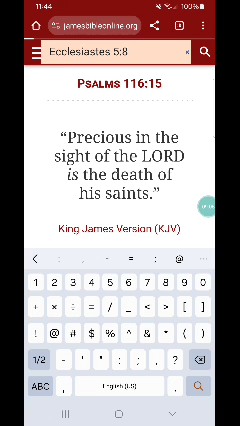 11:44
100%
jamesbibleonline.org
Ecclesiastes 5:8
PSALMS 116:15
“Precious in the
sight of the LORD
is the death of
his saints.”
King James Version (KJV)
@
1 2 3 4 5 6 7 8 9 0
+ × ÷ = / _ < > [ ]
! @ # $ % ^ & * ( )
1/2 - ' " : ; , ?
ABC , English (US) .